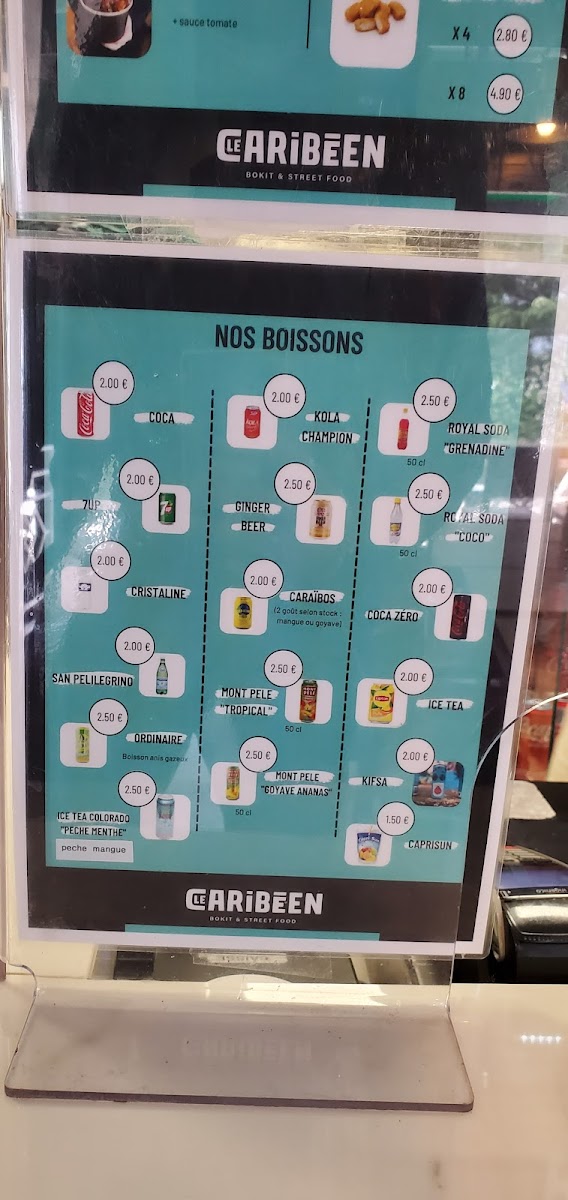 + sauce tomate
X 4 2.80 €
X 8 4.90 €
LE CARiBÉEN
BOKIT & STREET FOOD
NOS BOISSONS
2.00 €
COCA
2.00 €
7UP
2.00 €
CRISTALINE
2.00 €
SAN PELILEGRINO
2.50 €
ORDINAIRE
Boisson anis gazeux
2.50 €
ICE TEA COLORADO
"PECHE MENTHE"
peche mangue
2.00 €
KOLA
CHAMPION
2.50 €
GINGER
BEER
2.00 €
CARAÏBOS
(2 goût selon stock :
mangue ou goyave)
2.50 €
MONT PELE
"TROPICAL"
50 cl
2.50 €
MONT PELE
"GOYAVE ANANAS"
50 cl
2.50 €
ROYAL SODA
"GRENADINE"
50 cl
2.50 €
ROYAL SODA
"COCO"
50 cl
2.00 €
COCA ZÉRO
2.00 €
ICE TEA
2.00 €
KIFSA
1.50 €
CAPRISUN
LE CARiBÉEN
BOKIT & STREET FOOD